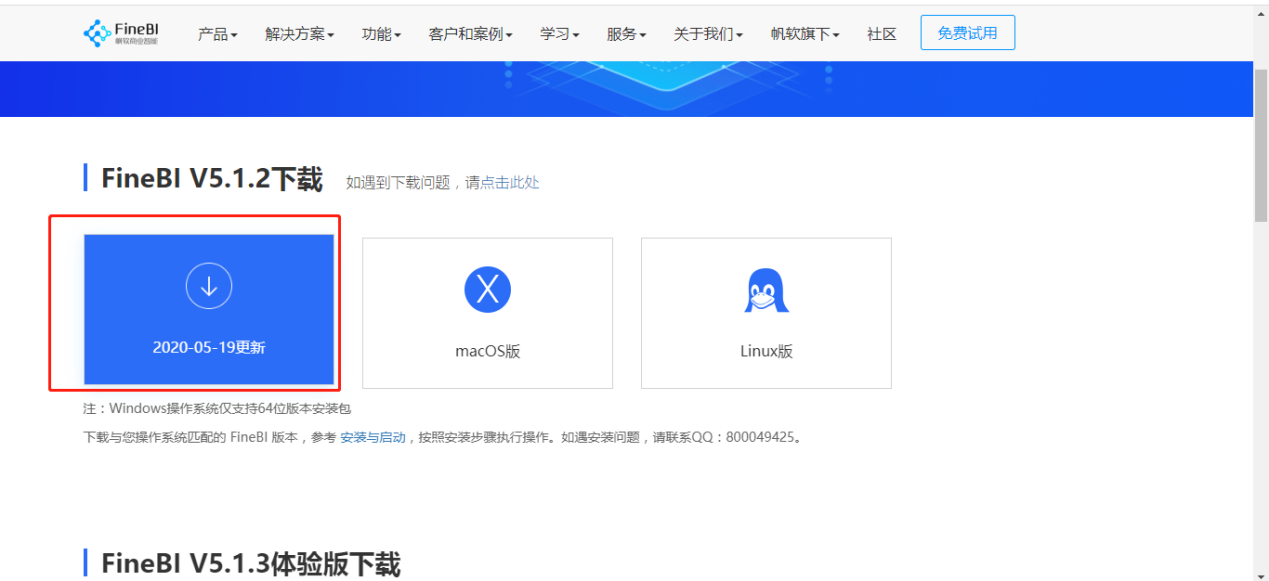 FineBI
帆软商业智能
产品 解决方案 功能 客户和案例 学习 服务 关于我们 帆软旗下 社区 免费试用
FineBI V5.1.2下载 如遇到下载问题，请点击此处
2020-05-19更新
macOS版
Linux版
注：Windows操作系统仅支持64位版本安装包
下载与您操作系统匹配的 FineBI 版本，参考 安装与启动，按照安装步骤执行操作。如遇安装问题，请联系QQ：800049425。
FineBI V5.1.3体验版下载